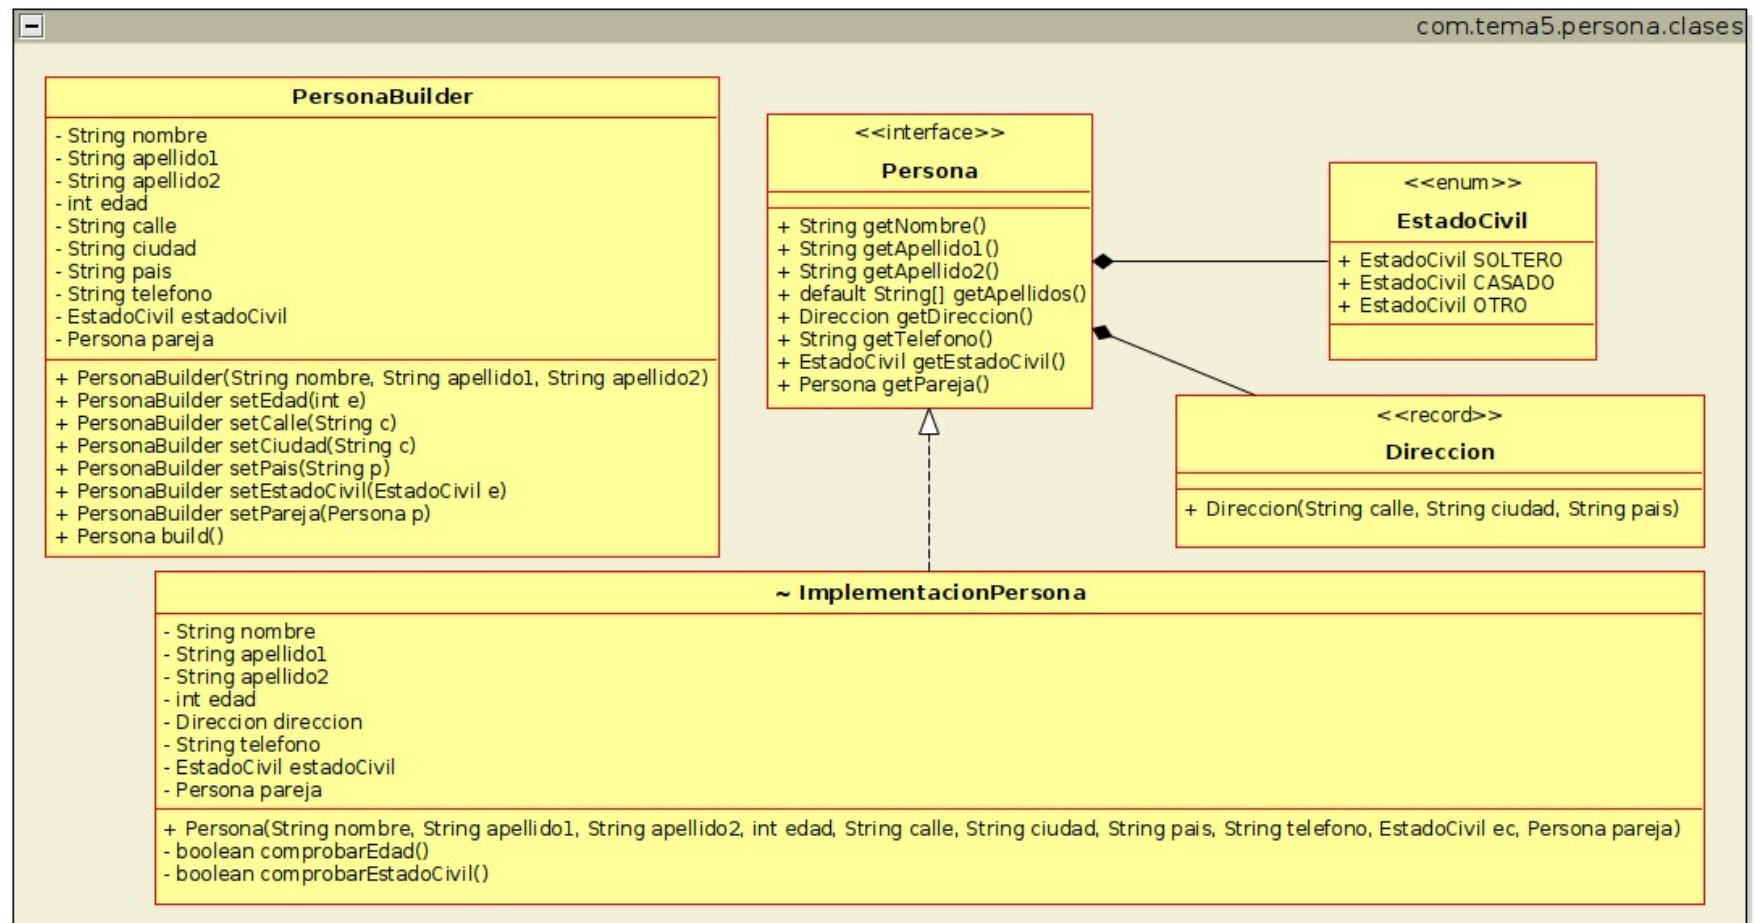 com.tema5.persona.clases
PersonaBuilder
- String nombre
- String apellido1
- String apellido2
- int edad
- String calle
- String ciudad
- String pais
- String telefono
- EstadoCivil estadoCivil
- Persona pareja
+ PersonaBuilder(String nombre, String apellido1, String apellido2)
+ PersonaBuilder setEdad(int e)
+ PersonaBuilder setCalle(String c)
+ PersonaBuilder setCiudad(String c)
+ PersonaBuilder setPais(String p)
+ PersonaBuilder setEstadoCivil(EstadoCivil e)
+ PersonaBuilder setPareja(Persona p)
+ Persona build()
<<interface>>
Persona
+ String getNombre()
+ String getApellido1()
+ String getApellido2()
+ default String[] getApellidos()
+ Direccion getDireccion()
+ String getTelefono()
+ EstadoCivil getEstadoCivil()
+ Persona getPareja()
<<enum>>
EstadoCivil
+ EstadoCivil SOLTERO
+ EstadoCivil CASADO
+ EstadoCivil OTRO
<<record>>
Direccion
+ Direccion(String calle, String ciudad, String pais)
~ ImplementacionPersona
- String nombre
- String apellido1
- String apellido2
- int edad
- Direccion direccion
- String telefono
- EstadoCivil estadoCivil
- Persona pareja
+ Persona(String nombre, String apellido1, String apellido2, int edad, String calle, String ciudad, String pais, String telefono, EstadoCivil ec, Persona pareja)
- boolean comprobarEdad()
- boolean comprobarEstadoCivil()